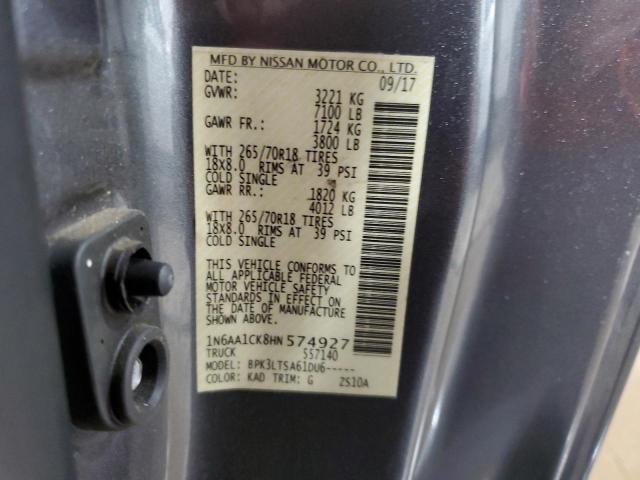 MFD BY NISSAN MOTOR CO., LTD.
DATE: 09/17
GVWR: 3221 KG
7100 LB
GAWR FR.: 1724 KG
3800 LB
WITH 265/70R18 TIRES
18X8.0 RIMS AT 39 PSI
COLD SINGLE
GAWR RR.: 1820 KG
4012 LB
WITH 265/70R18 TIRES
18X8.0 RIMS AT 39 PSI
COLD SINGLE
THIS VEHICLE CONFORMS TO
ALL APPLICABLE FEDERAL
MOTOR VEHICLE SAFETY
STANDARDS IN EFFECT ON
THE DATE OF MANUFACTURE
SHOWN ABOVE.
1N6AA1CK8HN574927
TRUCK 557140
MODEL: 8PK3LTSA61DU6-----
COLOR: KAD TRIM: G 2S10A